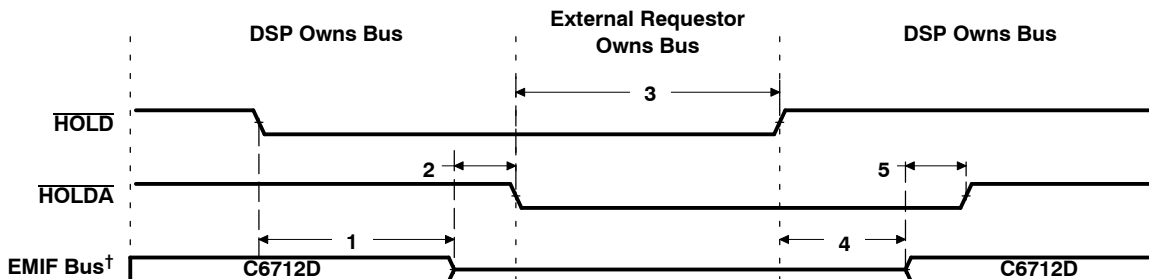 DSP Owns Bus
External Requestor
Owns Bus
DSP Owns Bus
3
HOLD
2
5
HOLDA
1
4
EMIF Bus†
C6712D
C6712D